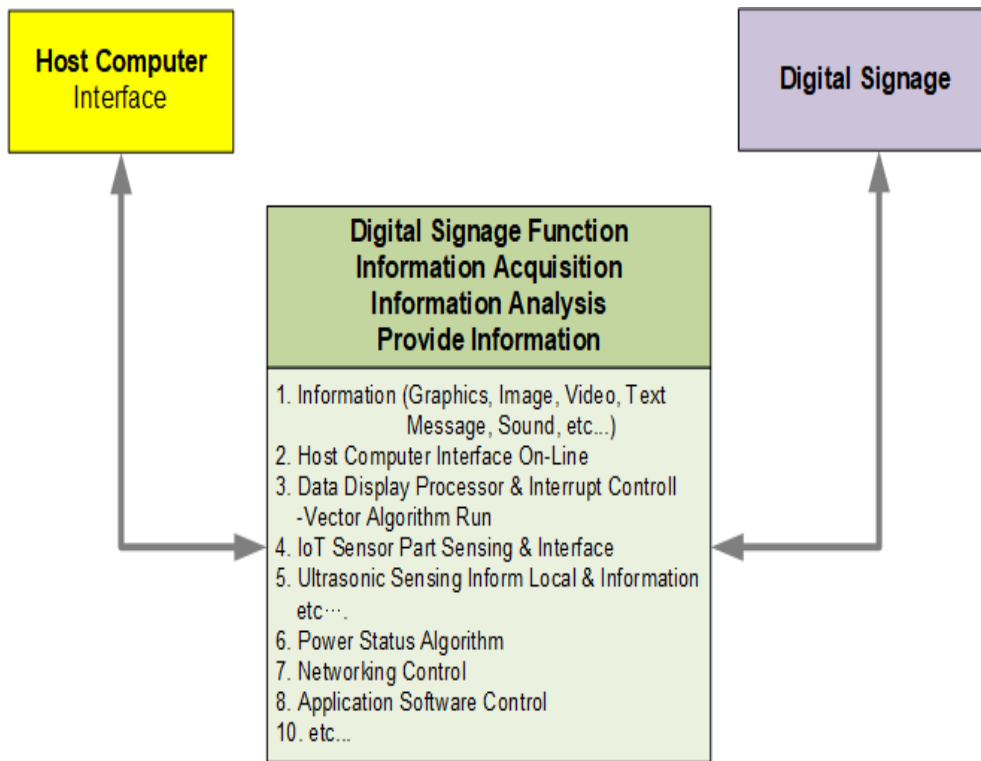 Host Computer
Interface
Digital Signage
Digital Signage Function
Information Acquisition
Information Analysis
Provide Information
1. Information (Graphics, Image, Video, Text
Message, Sound, etc...)
2. Host Computer Interface On-Line
3. Data Display Processor & Interrupt Controll
-Vector Algorithm Run
4. IoT Sensor Part Sensing & Interface
5. Ultrasonic Sensing Inform Local & Information
etc⋯.
6. Power Status Algorithm
7. Networking Control
8. Application Software Control
10. etc...